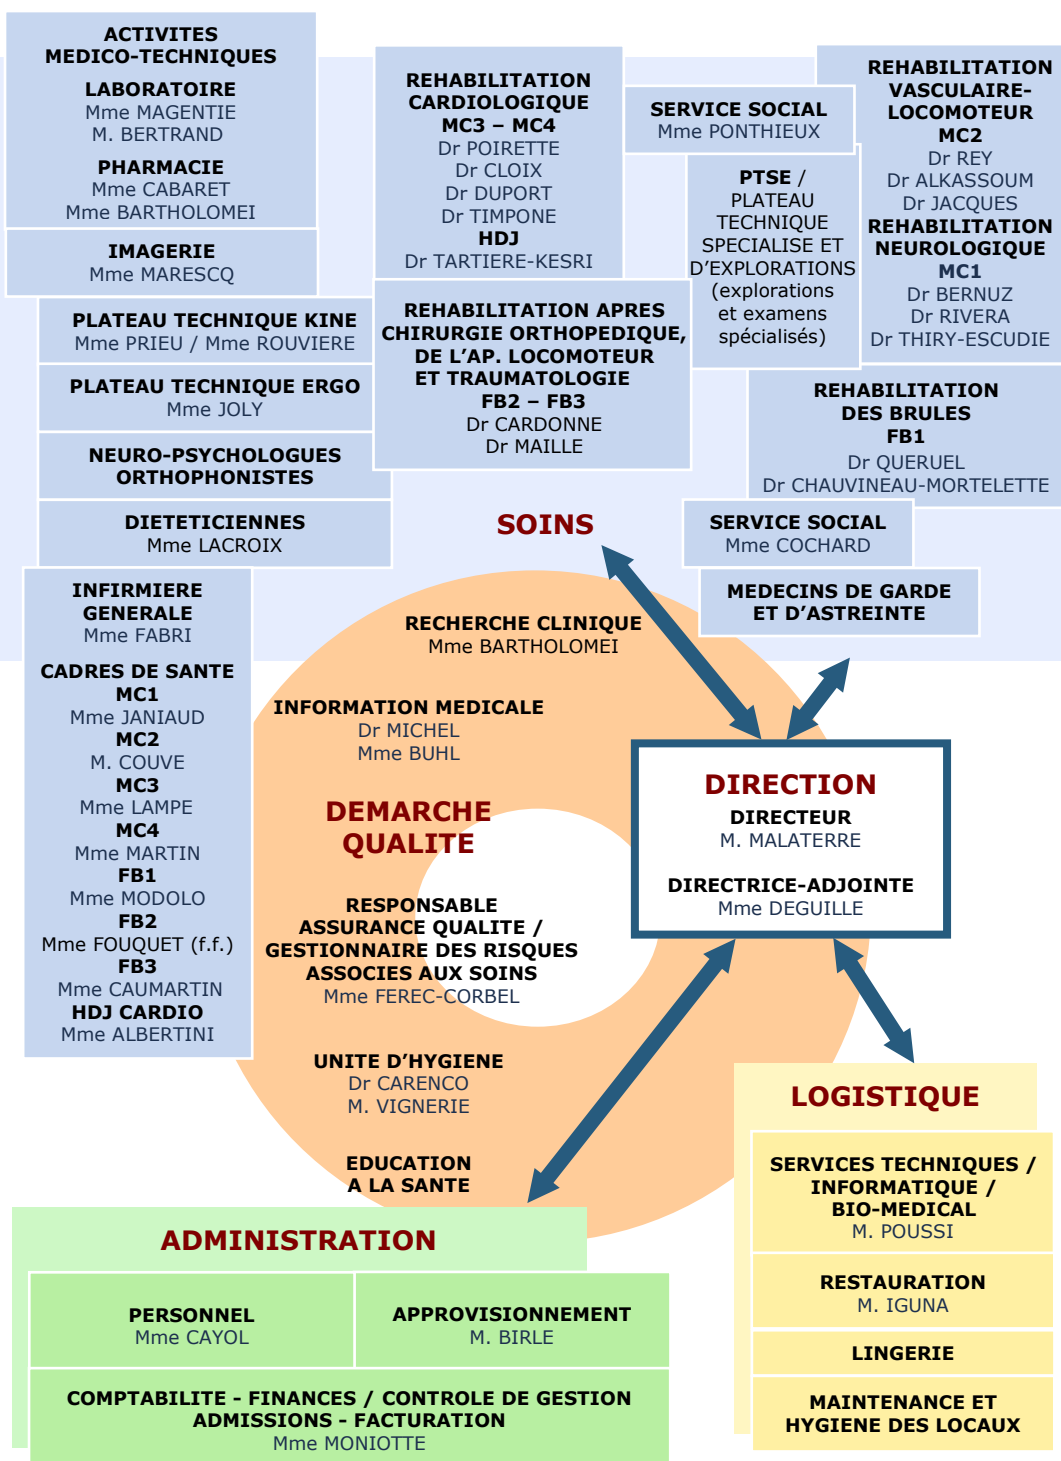 ACTIVITES
MEDICO-TECHNIQUES
LABORATOIRE
Mme MAGENTIE
M. BERTRAND
PHARMACIE
Mme CABARET
Mme BARTHOLOMEI
IMAGERIE
Mme MARESCQ
PLATEAU TECHNIQUE KINE
Mme PRIEU / Mme ROUVIERE
PLATEAU TECHNIQUE ERGO
Mme JOLY
NEURO-PSYCHOLOGUES
ORTHOPHONISTES
DIETETICIENNES
Mme LACROIX
INFIRMIERE
GENERALE
Mme FABRI
CADRES DE SANTE
MC1
Mme JANIAUD
MC2
M. COUVE
MC3
Mme LAMPE
MC4
Mme MARTIN
FB1
Mme MODOLO
FB2
Mme FOUQUET (f.f.)
FB3
Mme CAUMARTIN
HDJ CARDIO
Mme ALBERTINI
REHABILITATION
CARDIOLOGIQUE
MC3 – MC4
Dr POIRETTE
Dr CLOIX
Dr DUPORT
Dr TIMPONE
HDJ
Dr TARTIERE-KESRI
REHABILITATION APRES
CHIRURGIE ORTHOPEDIQUE,
DE L'AP. LOCOMOTEUR
ET TRAUMATOLOGIE
FB2 – FB3
Dr CARDONNE
Dr MAILLE
SERVICE SOCIAL
Mme PONTHIEUX
PTSE /
PLATEAU
TECHNIQUE
SPECIALISE ET
D'EXPLORATIONS
(explorations
et examens
spécialisés)
REHABILITATION
VASCULAIRE-
LOCOMOTEUR
MC2
Dr REY
Dr ALKASSOUM
Dr JACQUES
REHABILITATION
NEUROLOGIQUE
MC1
Dr BERNUZ
Dr RIVERA
Dr THIRY-ESCUDIE
REHABILITATION
DES BRULES
FB1
Dr QUERUEL
Dr CHAUVINEAU-MORTELETTE
SERVICE SOCIAL
Mme COCHARD
MEDECINS DE GARDE
ET D'ASTREINTE
SOINS
RECHERCHE CLINIQUE
Mme BARTHOLOMEI
INFORMATION MEDICALE
Dr MICHEL
Mme BUHL
DEMARCHE
QUALITE
RESPONSABLE
ASSURANCE QUALITE /
GESTIONNAIRE DES RISQUES
ASSOCIES AUX SOINS
Mme FEREC-CORBEL
UNITE D'HYGIENE
Dr CARENCO
M. VIGNERIE
EDUCATION
A LA SANTE
DIRECTION
DIRECTEUR
M. MALATERRE
DIRECTRICE-ADJOINTE
Mme DEGUILLE
ADMINISTRATION
PERSONNEL
Mme CAYOL
APPROVISIONNEMENT
M. BIRLE
COMPTABILITE - FINANCES / CONTROLE DE GESTION
ADMISSIONS - FACTURATION
Mme MONIOTTE
LOGISTIQUE
SERVICES TECHNIQUES /
INFORMATIQUE /
BIO-MEDICAL
M. POUSSI
RESTAURATION
M. IGUNA
LINGERIE
MAINTENANCE ET
HYGIENE DES LOCAUX